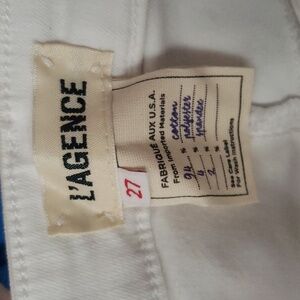 L'AGENCE
27
FABRIQUÉ AUX U.S.A.
From Imported Materials
94 % cotton
4 % polyester
2 % spandex
See Care Label
For Wash Instructions